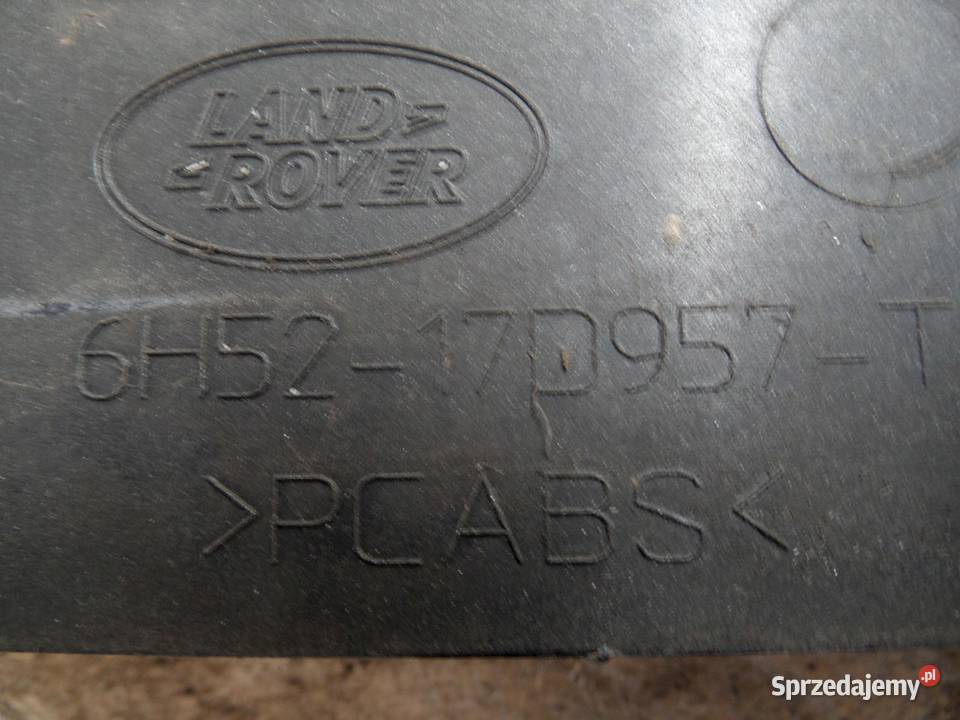 LAND
ROVER
6H52-17D957-T
>PCABS<
Sprzedajemy.pl